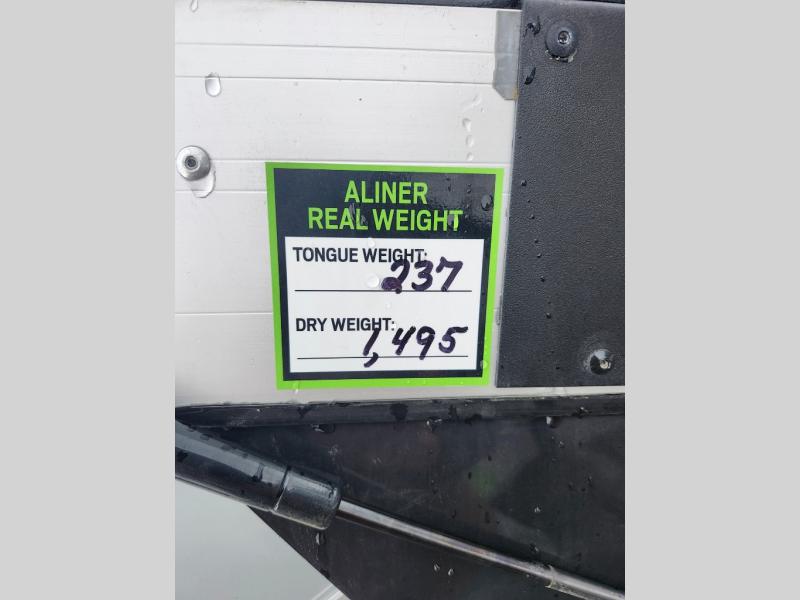 ALINER
REAL WEIGHT
TONGUE WEIGHT:
237
DRY WEIGHT:
1,495